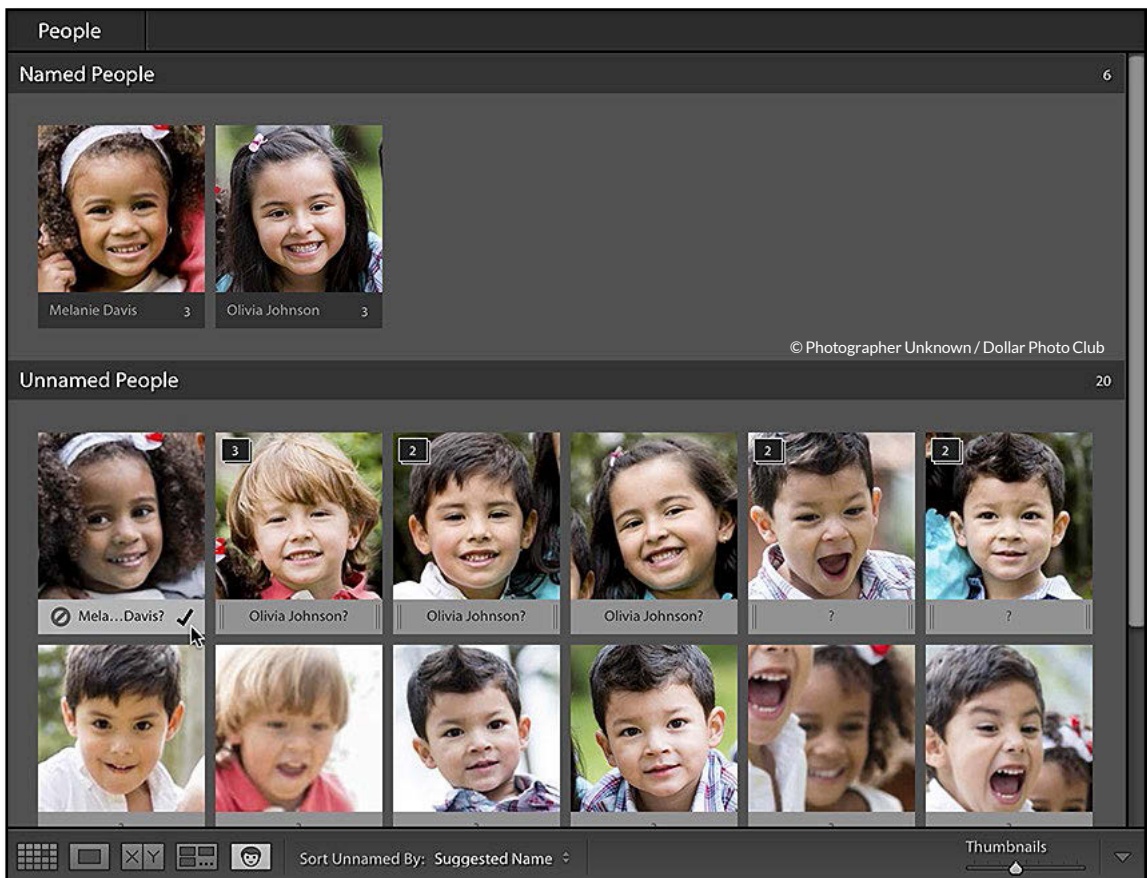 People
Named People 6
Melanie Davis 3 Olivia Johnson 3
© Photographer Unknown / Dollar Photo Club
Unnamed People 20
3 2 2 2
Mela...Davis? Olivia Johnson? Olivia Johnson? Olivia Johnson? ? ?
X Y Sort Unnamed By: Suggested Name Thumbnails